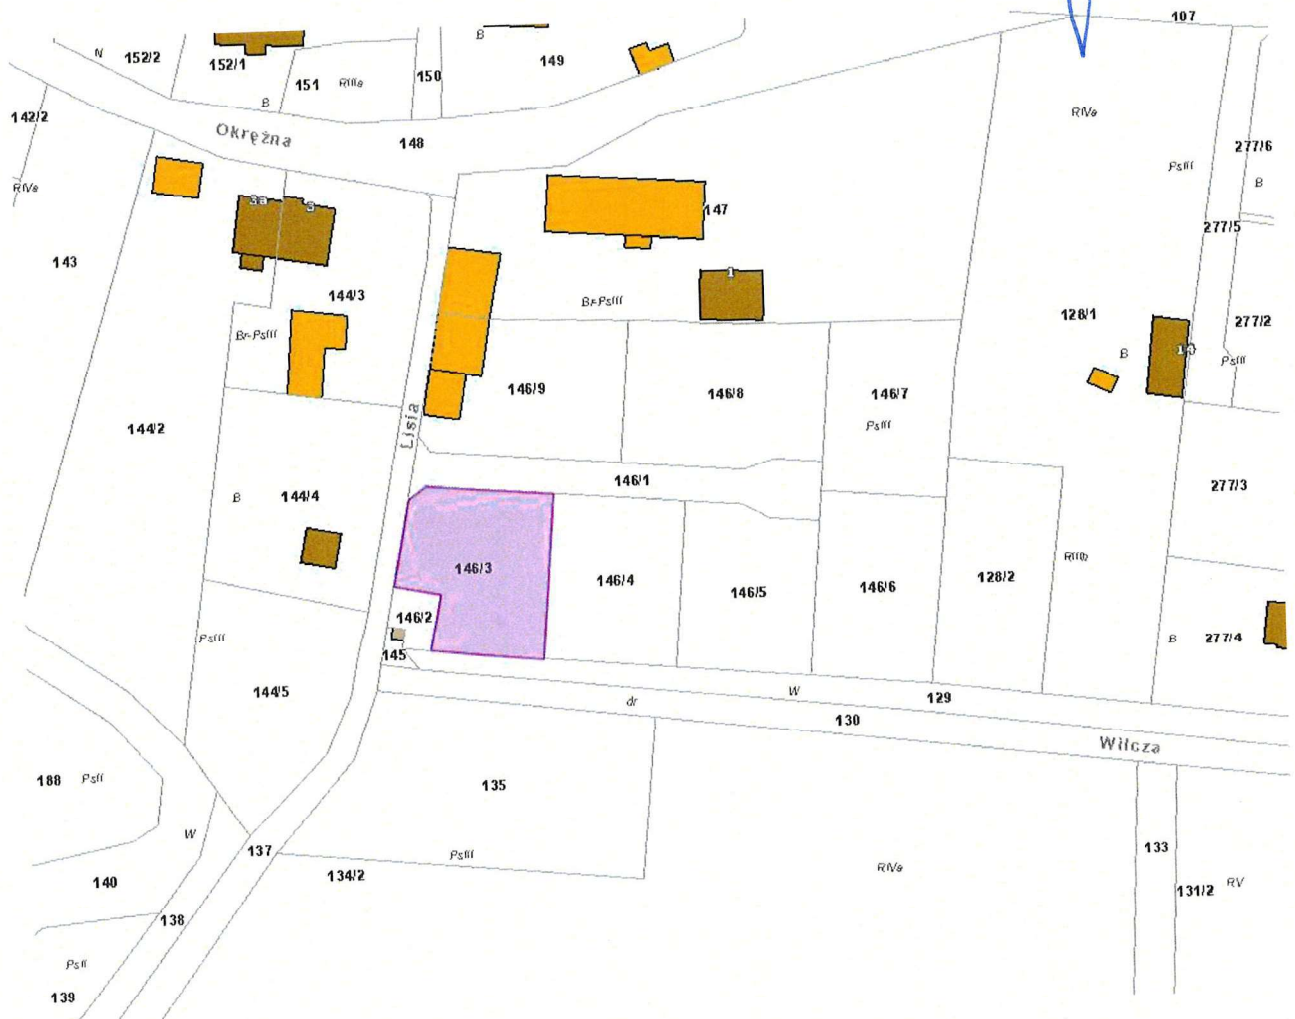 107
B
N
152/2
152/1
149
150
151
RIIIa
B
RIVa
142/2
Okrężna
148
277/6
PsIII
B
RIVa
3a
3
147
277/5
143
1
144/3
Br-PsIII
128/1
277/2
Br-PsIII
14
B
PsIII
146/9
146/8
146/7
Lisia
PsIII
144/2
146/1
277/3
B
144/4
RIIIb
146/3
146/4
128/2
146/6
146/5
146/2
PsIII
B
277/4
145
144/5
W
129
dr
130
Wilcza
188
PsII
135
W
137
133
PsIII
RIVa
134/2
140
RV
131/2
138
PsII
139